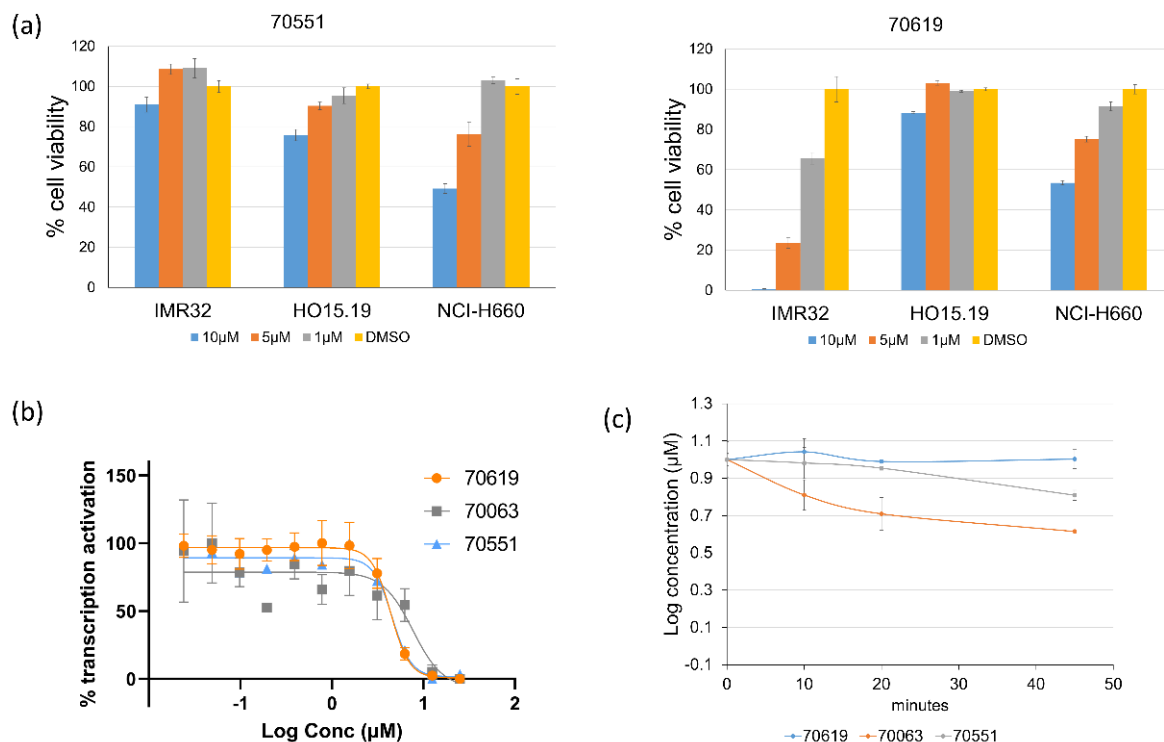 (a)
70551
% cell viability
120
100
80
60
40
20
0
IMR32 HO15.19 NCI-H660
10µM 5µM 1µM DMSO
70619
% cell viability
120
100
80
60
40
20
0
IMR32 HO15.19 NCI-H660
10µM 5µM 1µM DMSO
(b)
% transcription activation
150
100
50
0
-1 0 1 2
Log Conc (µM)
70619
70063
70551
(c)
Log concentration (µM)
1.3
1.1
0.9
0.7
0.5
0.3
0.1
-0.1
0 10 20 30 40 50
minutes
70619 70063 70551